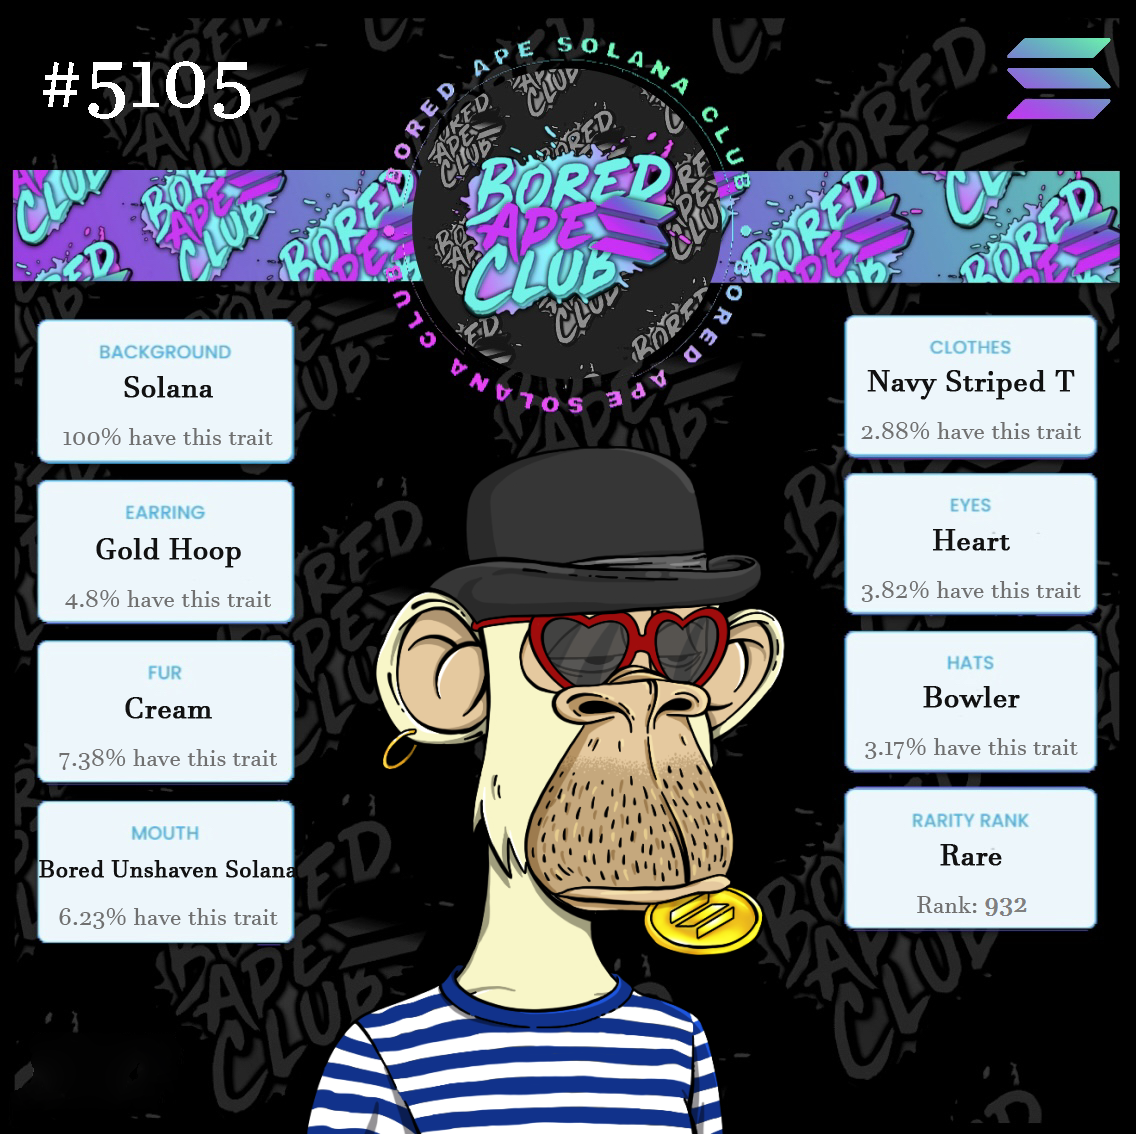 #5105
BORED APE SOLANA CLUB
BORED APE SOLANA CLUB
BORED
APE
CLUB
BACKGROUND
Solana
100% have this trait
EARRING
Gold Hoop
4.8% have this trait
FUR
Cream
7.38% have this trait
MOUTH
Bored Unshaven Solana
6.23% have this trait
CLOTHES
Navy Striped T
2.88% have this trait
EYES
Heart
3.82% have this trait
HATS
Bowler
3.17% have this trait
RARITY RANK
Rare
Rank: 932